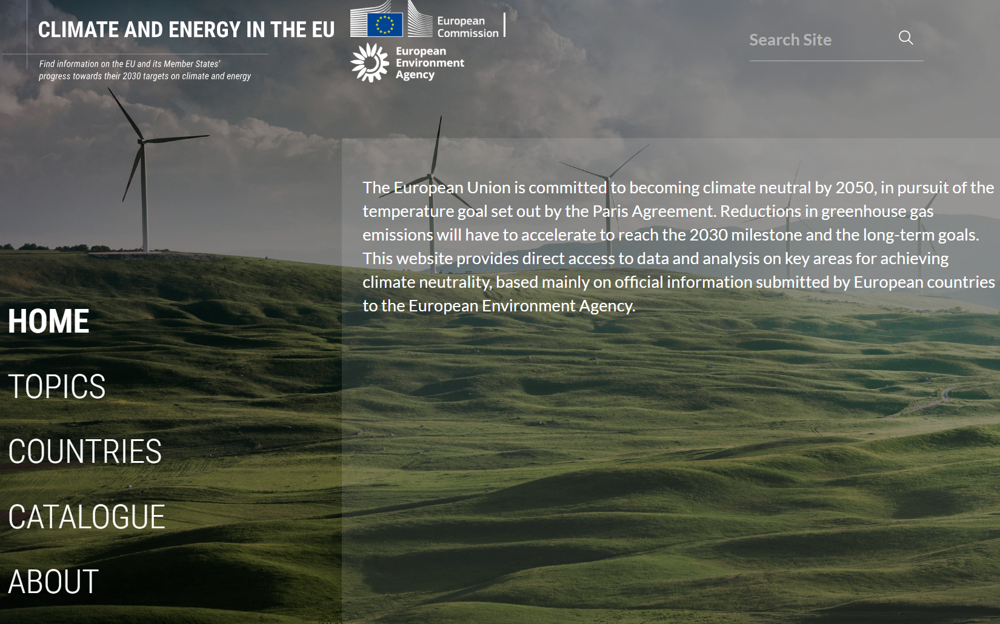 CLIMATE AND ENERGY IN THE EU
Find information on the EU and its Member States'
progress towards their 2030 targets on climate and energy
European
Commission
European
Environment
Agency
Search Site
The European Union is committed to becoming climate neutral by 2050, in pursuit of the
temperature goal set out by the Paris Agreement. Reductions in greenhouse gas
emissions will have to accelerate to reach the 2030 milestone and the long-term goals.
This website provides direct access to data and analysis on key areas for achieving
climate neutrality, based mainly on official information submitted by European countries
to the European Environment Agency.
HOME
TOPICS
COUNTRIES
CATALOGUE
ABOUT